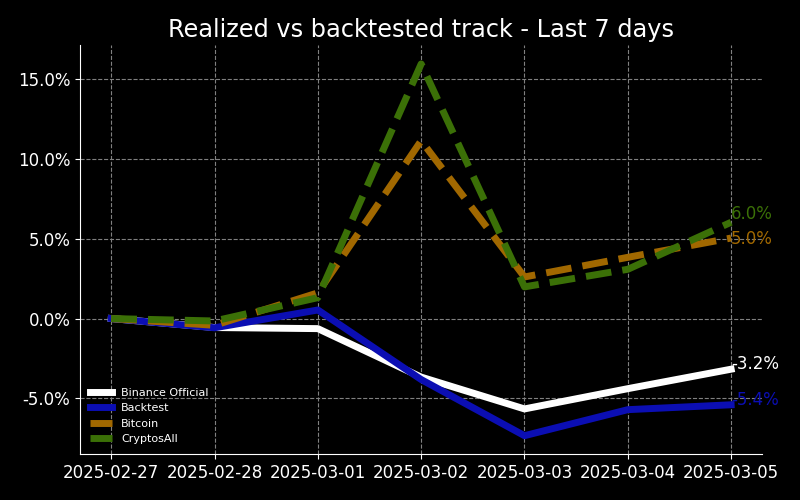 Realized vs backtested track - Last 7 days
15.0%
10.0%
5.0%
0.0%
-5.0%
6.0%
5.0%
-3.2%
-5.4%
Binance Official
Backtest
Bitcoin
CryptosAll
2025-02-27 2025-02-28 2025-03-01 2025-03-02 2025-03-03 2025-03-04 2025-03-05